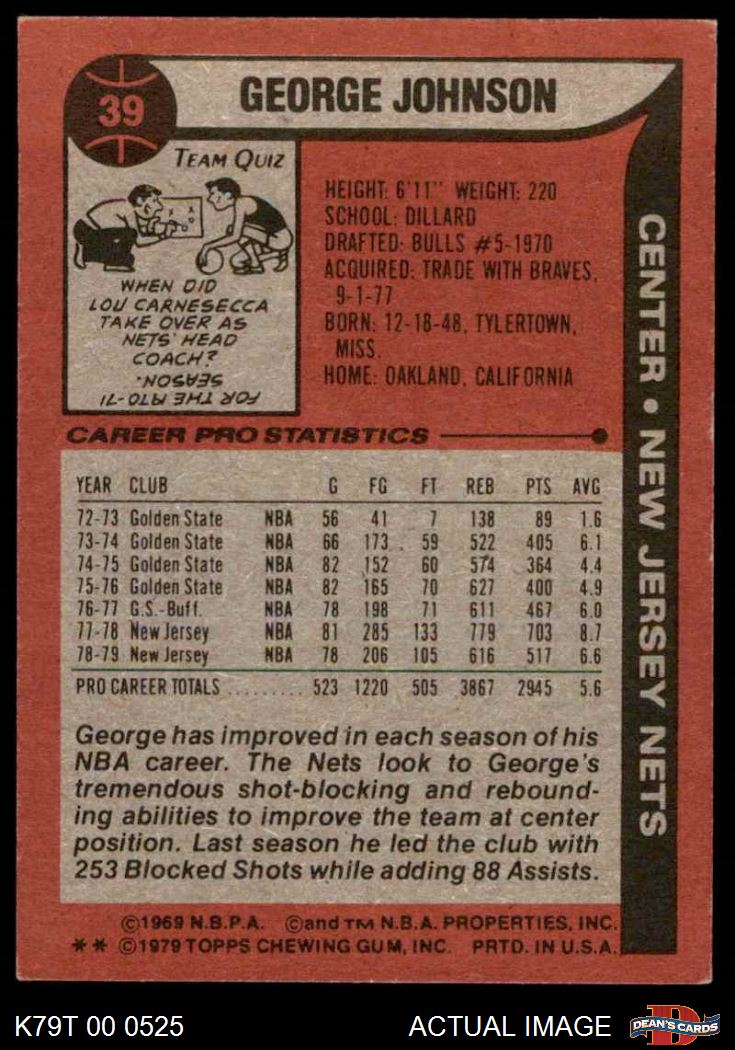 39
GEORGE JOHNSON
TEAM QUIZ
WHEN DID
LOU CARNESECCA
TAKE OVER AS
NETS' HEAD
COACH?
FOR THE 1970-71
SEASON.
HEIGHT: 6'11" WEIGHT: 220
SCHOOL: DILLARD
DRAFTED: BULLS #5-1970
ACQUIRED: TRADE WITH BRAVES,
9-1-77
BORN: 12-18-48, TYLERTOWN,
MISS.
HOME: OAKLAND, CALIFORNIA
CENTER • NEW JERSEY NETS
CAREER PRO STATISTICS
YEAR CLUB G FG FT REB PTS AVG
72-73 Golden State NBA 56 41 7 138 89 1.6
73-74 Golden State NBA 66 173 59 522 405 6.1
74-75 Golden State NBA 82 152 60 574 364 4.4
75-76 Golden State NBA 82 165 70 627 400 4.9
76-77 G.S.-Buff. NBA 78 198 71 611 467 6.0
77-78 New Jersey NBA 81 285 133 779 703 8.7
78-79 New Jersey NBA 78 206 105 616 517 6.6
PRO CAREER TOTALS ......... 523 1220 505 3867 2945 5.6
George has improved in each season of his
NBA career. The Nets look to George's
tremendous shot-blocking and rebound-
ing abilities to improve the team at center
position. Last season he led the club with
253 Blocked Shots while adding 88 Assists.
©1969 N.B.P.A. ©and TM N.B.A. PROPERTIES, INC.
** ©1979 TOPPS CHEWING GUM, INC. PRTD. IN U.S.A.
K79T 00 0525 ACTUAL IMAGE
D
DEAN'S CARDS